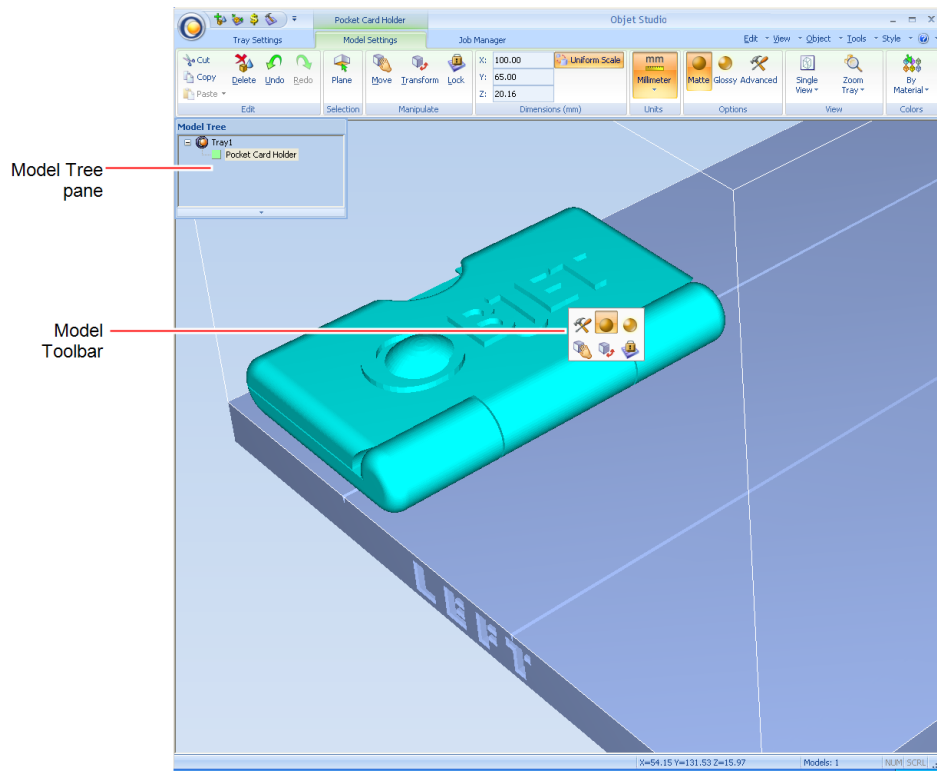 Pocket Card Holder
Objet Studio
Tray Settings Model Settings Job Manager
Edit View Object Tools Style
Cut
Copy
Paste
Delete Undo Redo
Edit
Plane
Selection
Move Transform Lock
Manipulate
X: 100.00
Y: 65.00
Z: 20.16
Uniform Scale
Dimensions (mm)
mm
Millimeter
Units
Matte Glossy Advanced
Options
Single
View
Zoom
Tray
View
By
Material
Colors
Model Tree
Tray1
Pocket Card Holder
Model Tree
pane
Model
Toolbar
OBJET
LEFT
X=54.15 Y=131.53 Z=15.97
Models: 1
NUM SCRL